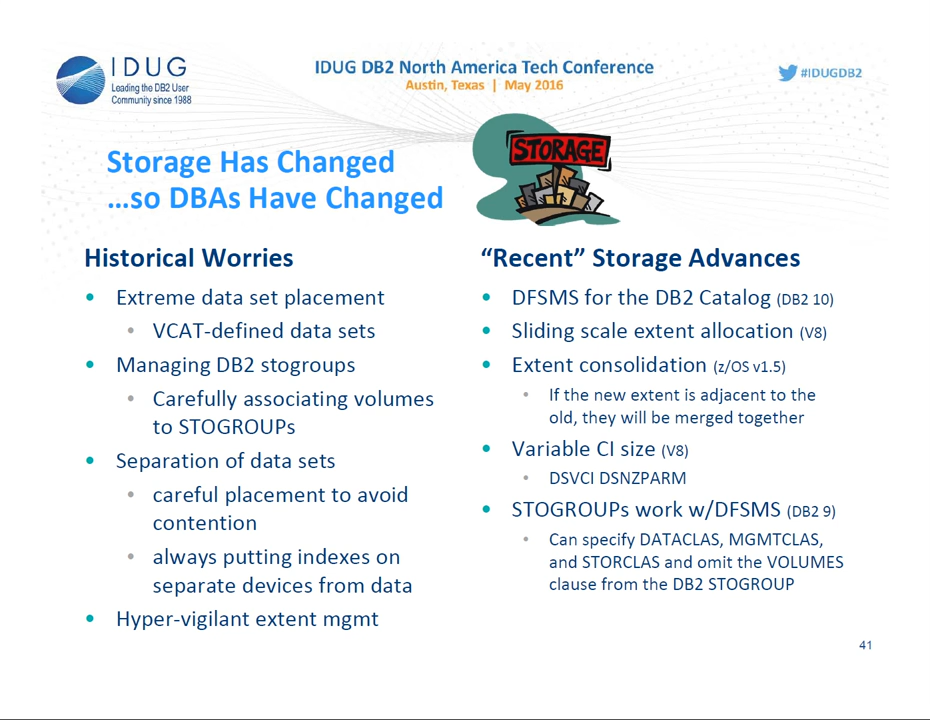 IDUG
Leading the DB2 User
Community since 1988
IDUG DB2 North America Tech Conference
Austin, Texas | May 2016
#IDUGDB2
STORAGE
Storage Has Changed
...so DBAs Have Changed
Historical Worries
• Extreme data set placement
• VCAT-defined data sets
• Managing DB2 stogroups
• Carefully associating volumes
to STOGROUPs
• Separation of data sets
• careful placement to avoid
contention
• always putting indexes on
separate devices from data
• Hyper-vigilant extent mgmt
“Recent” Storage Advances
• DFSMS for the DB2 Catalog (DB2 10)
• Sliding scale extent allocation (V8)
• Extent consolidation (z/OS v1.5)
• If the new extent is adjacent to the
old, they will be merged together
• Variable CI size (V8)
• DSVCI DSNZPARM
• STOGROUPs work w/DFSMS (DB2 9)
• Can specify DATACLAS, MGMTCLAS,
and STORCLAS and omit the VOLUMES
clause from the DB2 STOGROUP
41